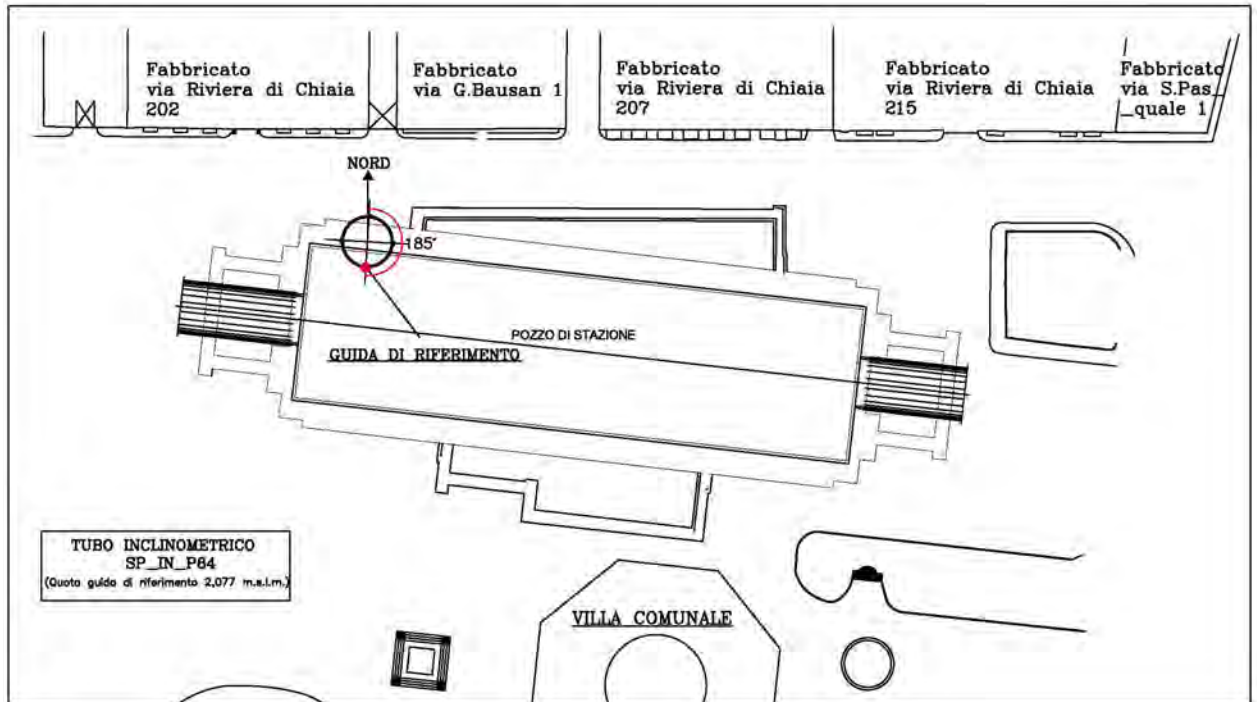 Fabbricato
via Riviera di Chiaia
202
Fabbricato
via G.Bausan 1
Fabbricato
via Riviera di Chiaia
207
Fabbricato
via Riviera di Chiaia
215
Fabbricato
via S.Pas_
_quale 1
NORD
185°
POZZO DI STAZIONE
GUIDA DI RIFERIMENTO
TUBO INCLINOMETRICO
SP_IN_P64
(Quota guida di riferimento 2,077 m.s.l.m.)
VILLA COMUNALE